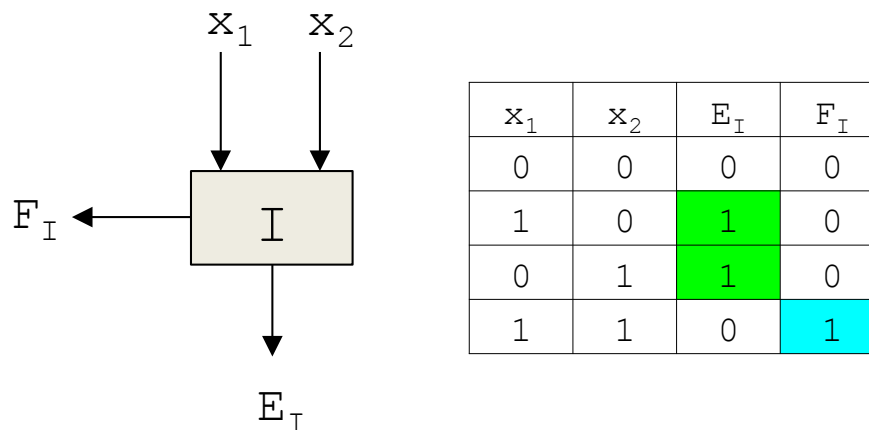 x₁ x₂
F_I
I
E_I
x₁ x₂ E_I F_I
0 0 0 0
1 0 1 0
0 1 1 0
1 1 0 1